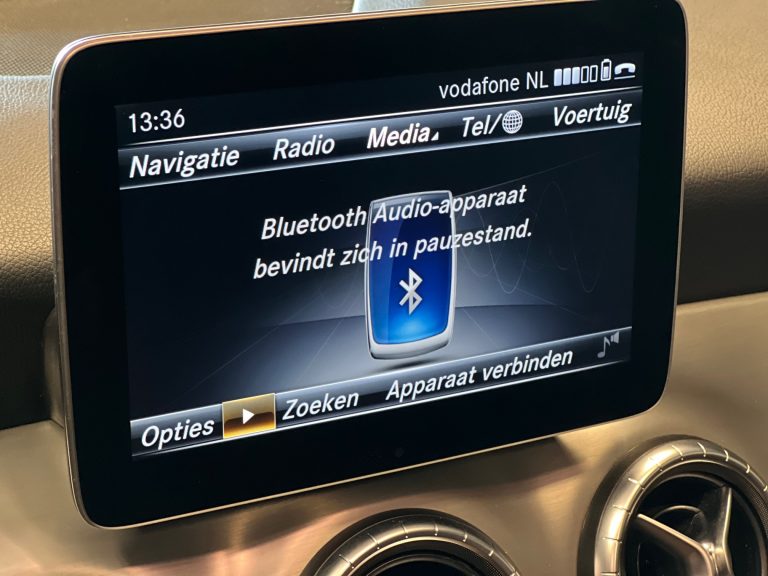 vodafone NL
13:36
Navigatie Radio Media Tel/ Voertuig
Bluetooth Audio-apparaat
bevindt zich in pauzestand.
Opties Zoeken Apparaat verbinden